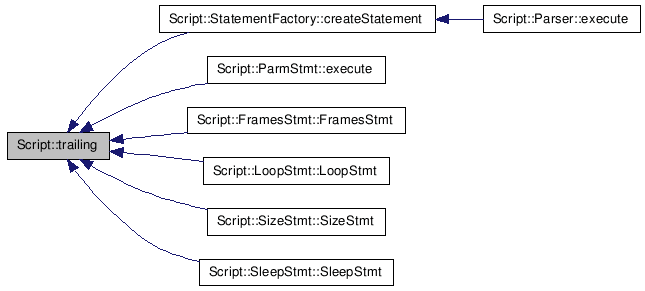 Script::StatementFactory::createStatement
Script::Parser::execute
Script::ParmStmt::execute
Script::FramesStmt::FramesStmt
Script::trailing
Script::LoopStmt::LoopStmt
Script::SizeStmt::SizeStmt
Script::SleepStmt::SleepStmt